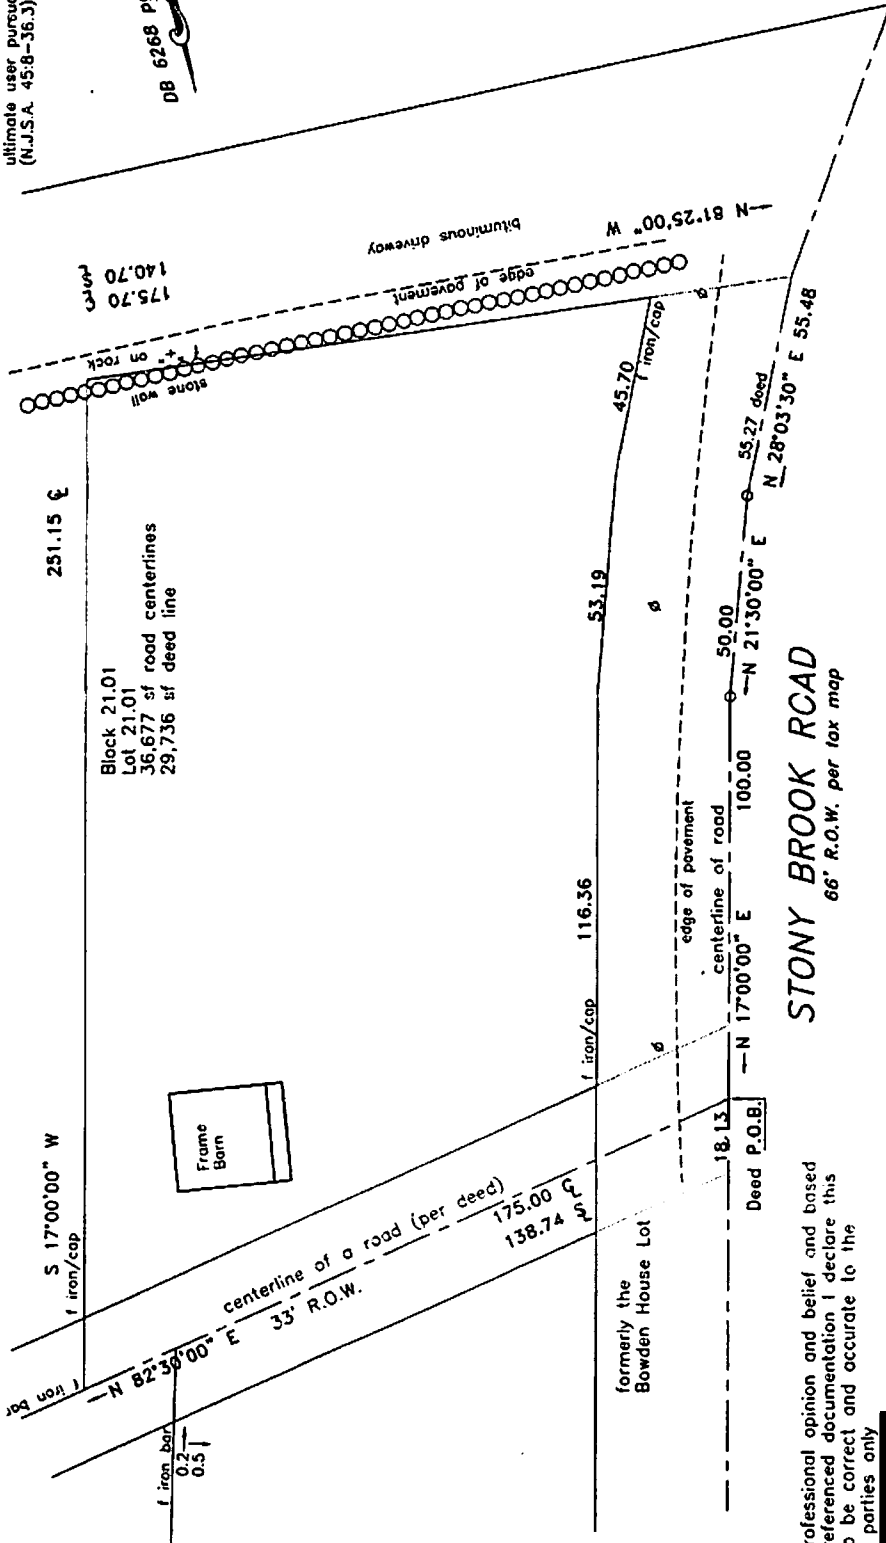 ultimate user pursua
(N.J.S.A. 45:8-36.3)
DB 6268 P
175.70 ℄
140.70
N 81°25'00" W
bituminous driveway
edge of pavement
"+" on rock
stone wall
251.15 ℄
S 17°00'00" W
f iron/cap
Block 21.01
Lot 21.01
36,677 sf road centerlines
29,736 sf deed line
Frame
Barn
f iron bar
N 82°30'00" E
33' R.O.W.
centerline of a road (per deed)
175.00 ℄
138.74
f iron bar
0.2
0.5
f iron/cap
116.36
53.19
45.70
f iron/cap
formerly the
Bowden House Lot
edge of pavement
centerline of road
18.13
Deed P.O.B.
N 17°00'00" E
100.00
50.00
N 21°30'00" E
55.27 deed
N 28°03'30" E 55.48
STONY BROOK ROAD
66' R.O.W. per tax map
rofessional opinion and belief and based
eferenced documentation I declare this
o be correct and accurate to the
parties only